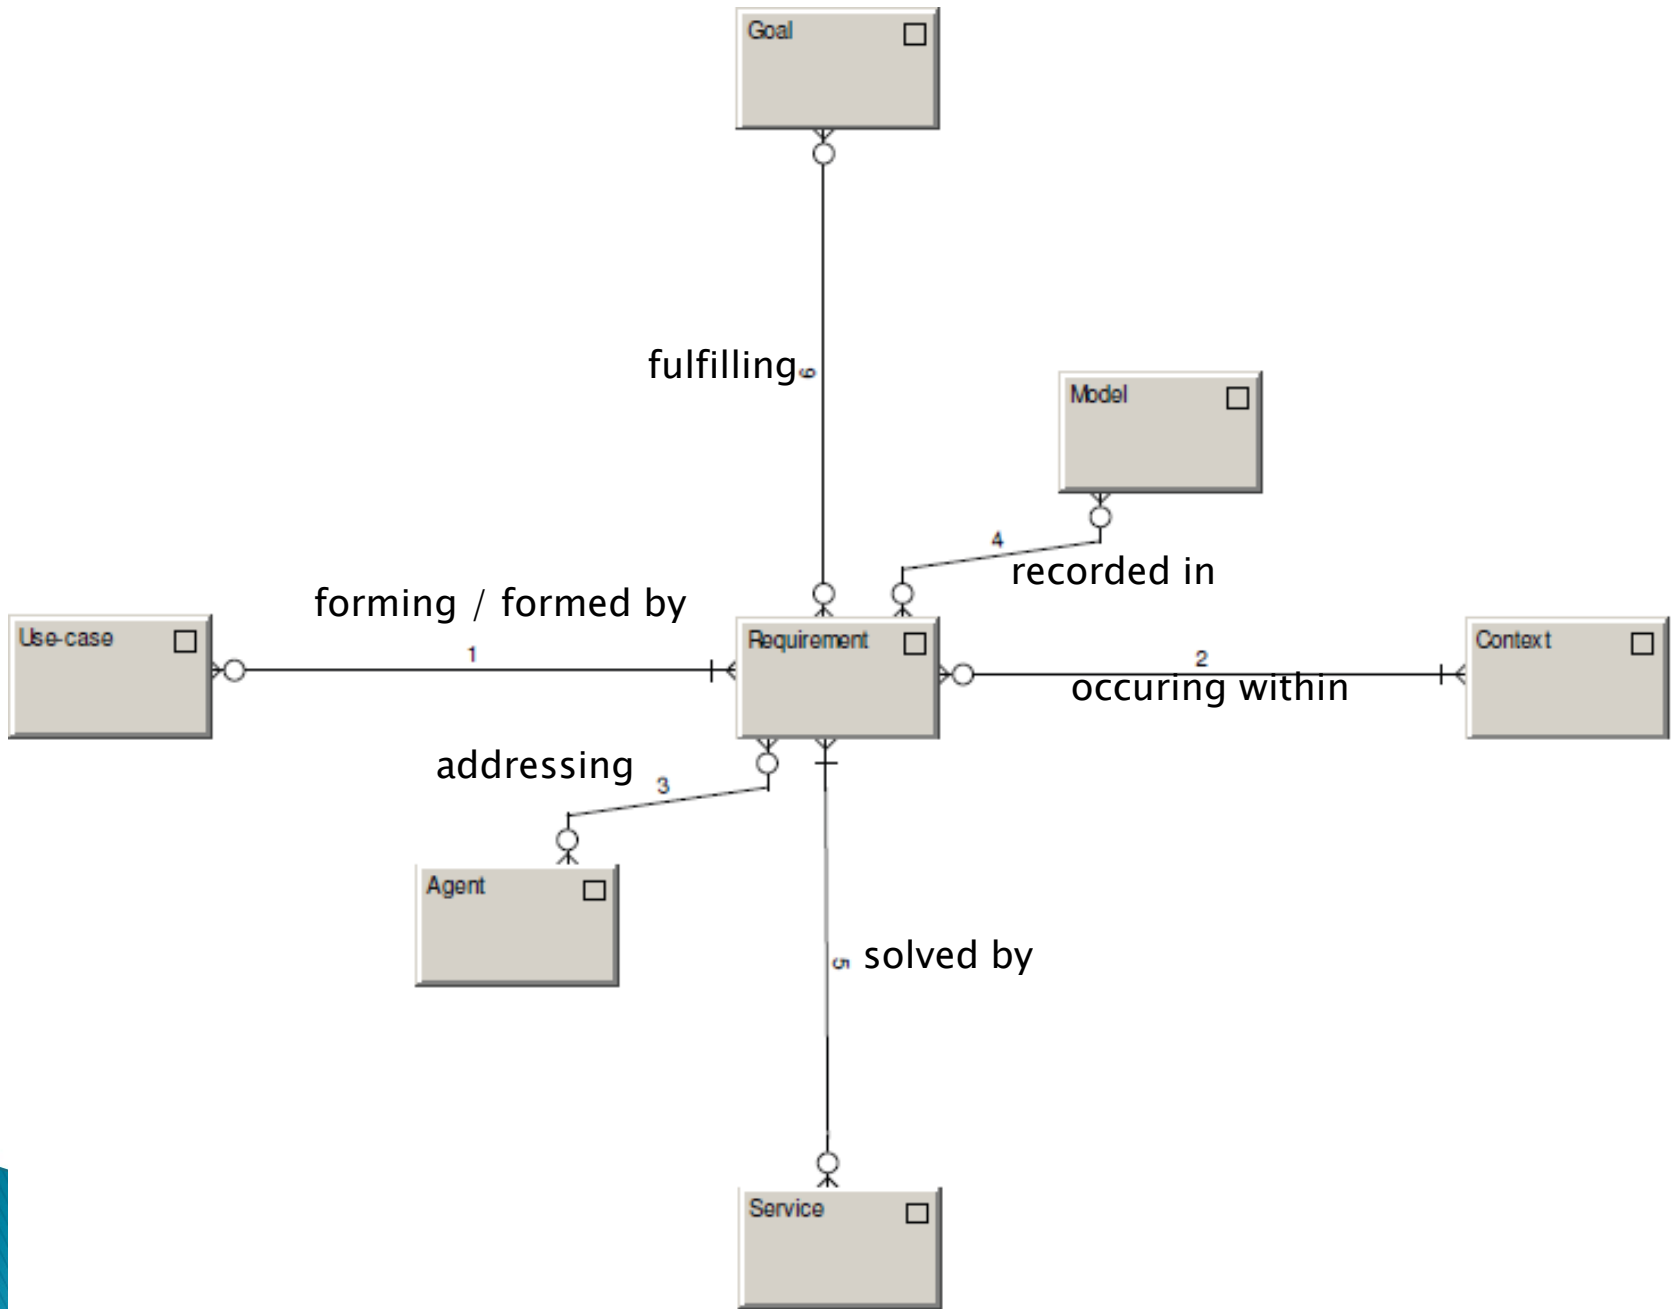 Goal
fulfilling
6
Model
4
recorded in
forming / formed by
Use-case
1
Requirement
2
occuring within
Context
addressing
3
Agent
5
solved by
Service